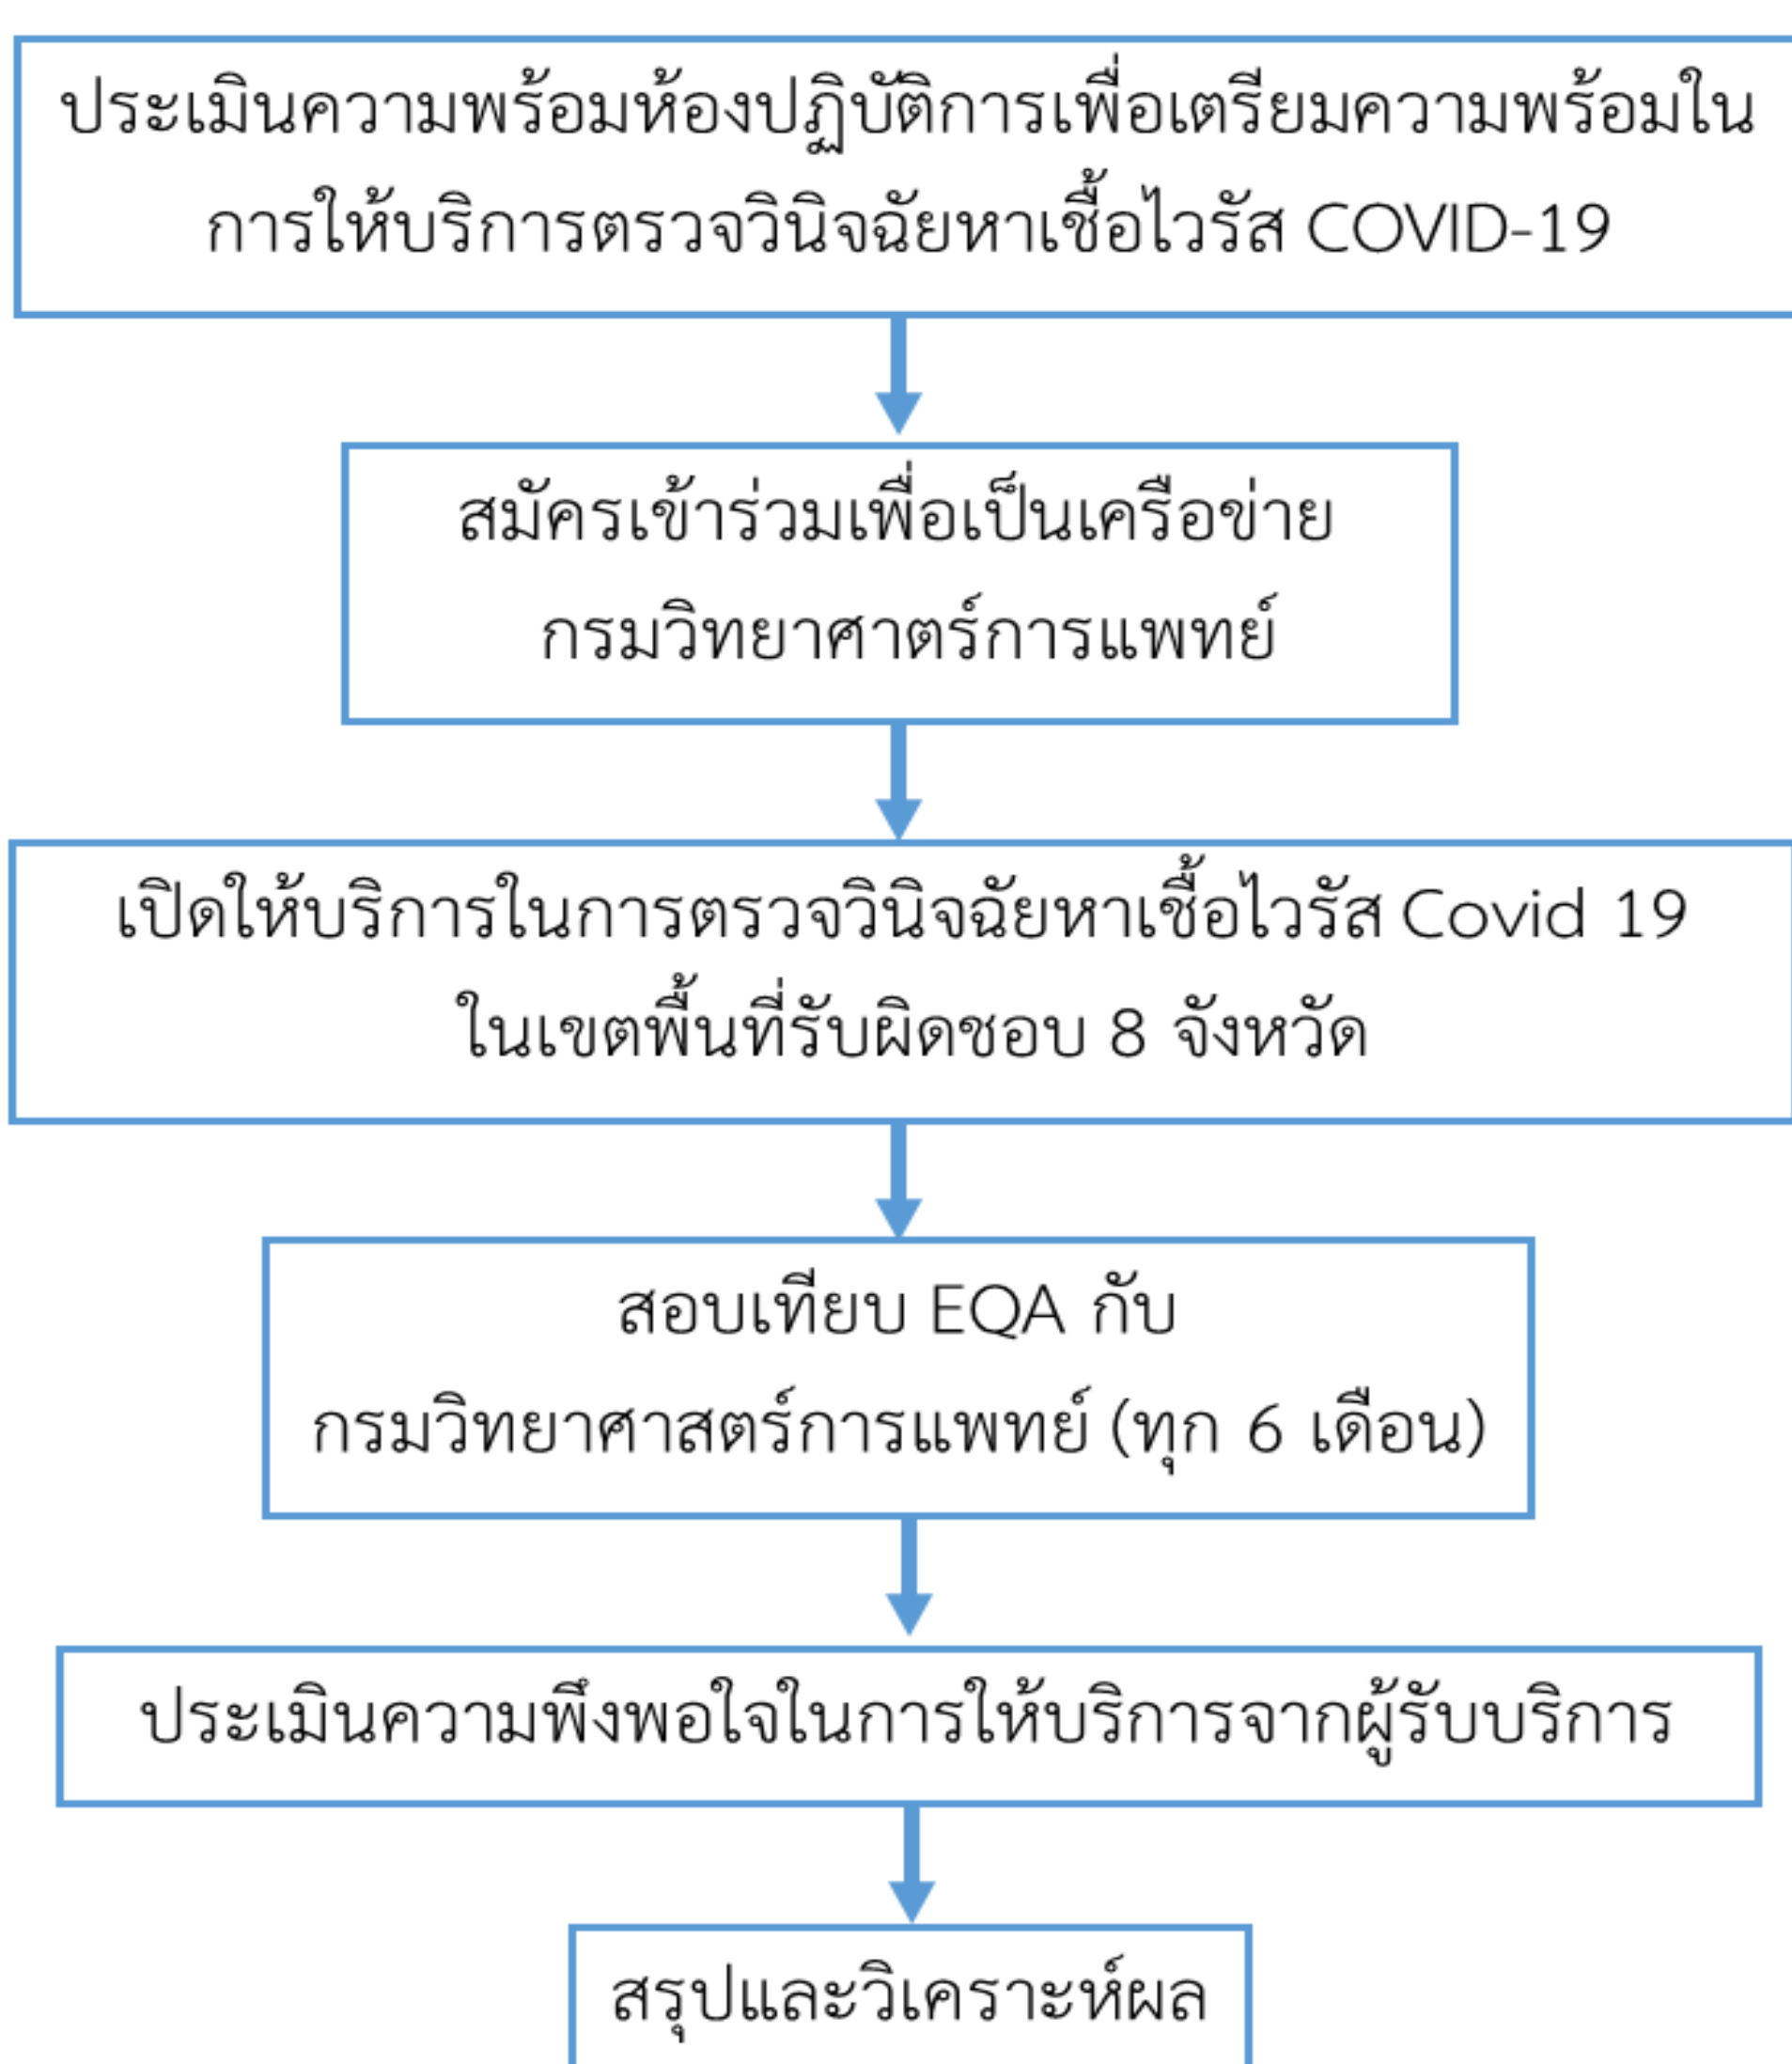 ประเมินความพร้อมห้องปฏิบัติการเพื่อเตรียมความพร้อมใน
การให้บริการตรวจวินิจฉัยหาเชื้อไวรัส COVID-19
สมัครเข้าร่วมเพื่อเป็นเครือข่าย
กรมวิทยาศาตร์การแพทย์
เปิดให้บริการในการตรวจวินิจฉัยหาเชื้อไวรัส Covid 19
ในเขตพื้นที่รับผิดชอบ 8 จังหวัด
สอบเทียบ EQA กับ
กรมวิทยาศาสตร์การแพทย์ (ทุก 6 เดือน)
ประเมินความพึงพอใจในการให้บริการจากผู้รับบริการ
สรุปและวิเคราะห์ผล